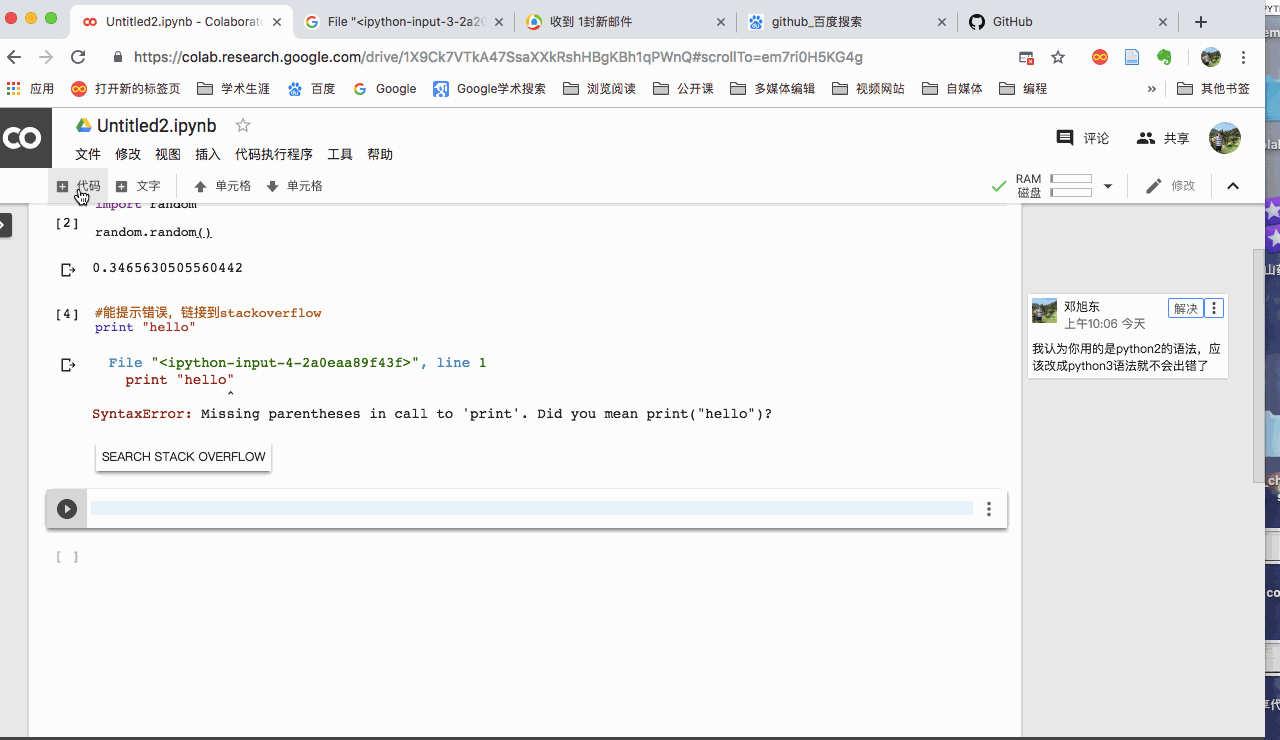 Untitled2.ipynb - Colaborat
File "<ipython-input-3-2a2
收到 1封新邮件
github_百度搜索
GitHub
https://colab.research.google.com/drive/1X9Ck7VTkA47SsaXXkRshHBgKBh1qPWnQ#scrollTo=em7ri0H5KG4g
应用
打开新的标签页
学术生涯
百度
Google
Google学术搜索
浏览阅读
公开课
多媒体编辑
视频网站
自媒体
编程
»
其他书签
CO
Untitled2.ipynb
评论
共享
文件 修改 视图 插入 代码执行程序 工具 帮助
代码
文字
单元格
单元格
RAM
磁盘
修改
import random
[2]
random.random()
0.3465630505560442
[4] #能提示错误，链接到stackoverflow
print "hello"
File "<ipython-input-4-2a0eaa89f43f>", line 1
print "hello"
^
SyntaxError: Missing parentheses in call to 'print'. Did you mean print("hello")?
SEARCH STACK OVERFLOW
[ ]
邓旭东
解决
上午10:06 今天
我认为你用的是python2的语法，应
该改成python3语法就不会出错了